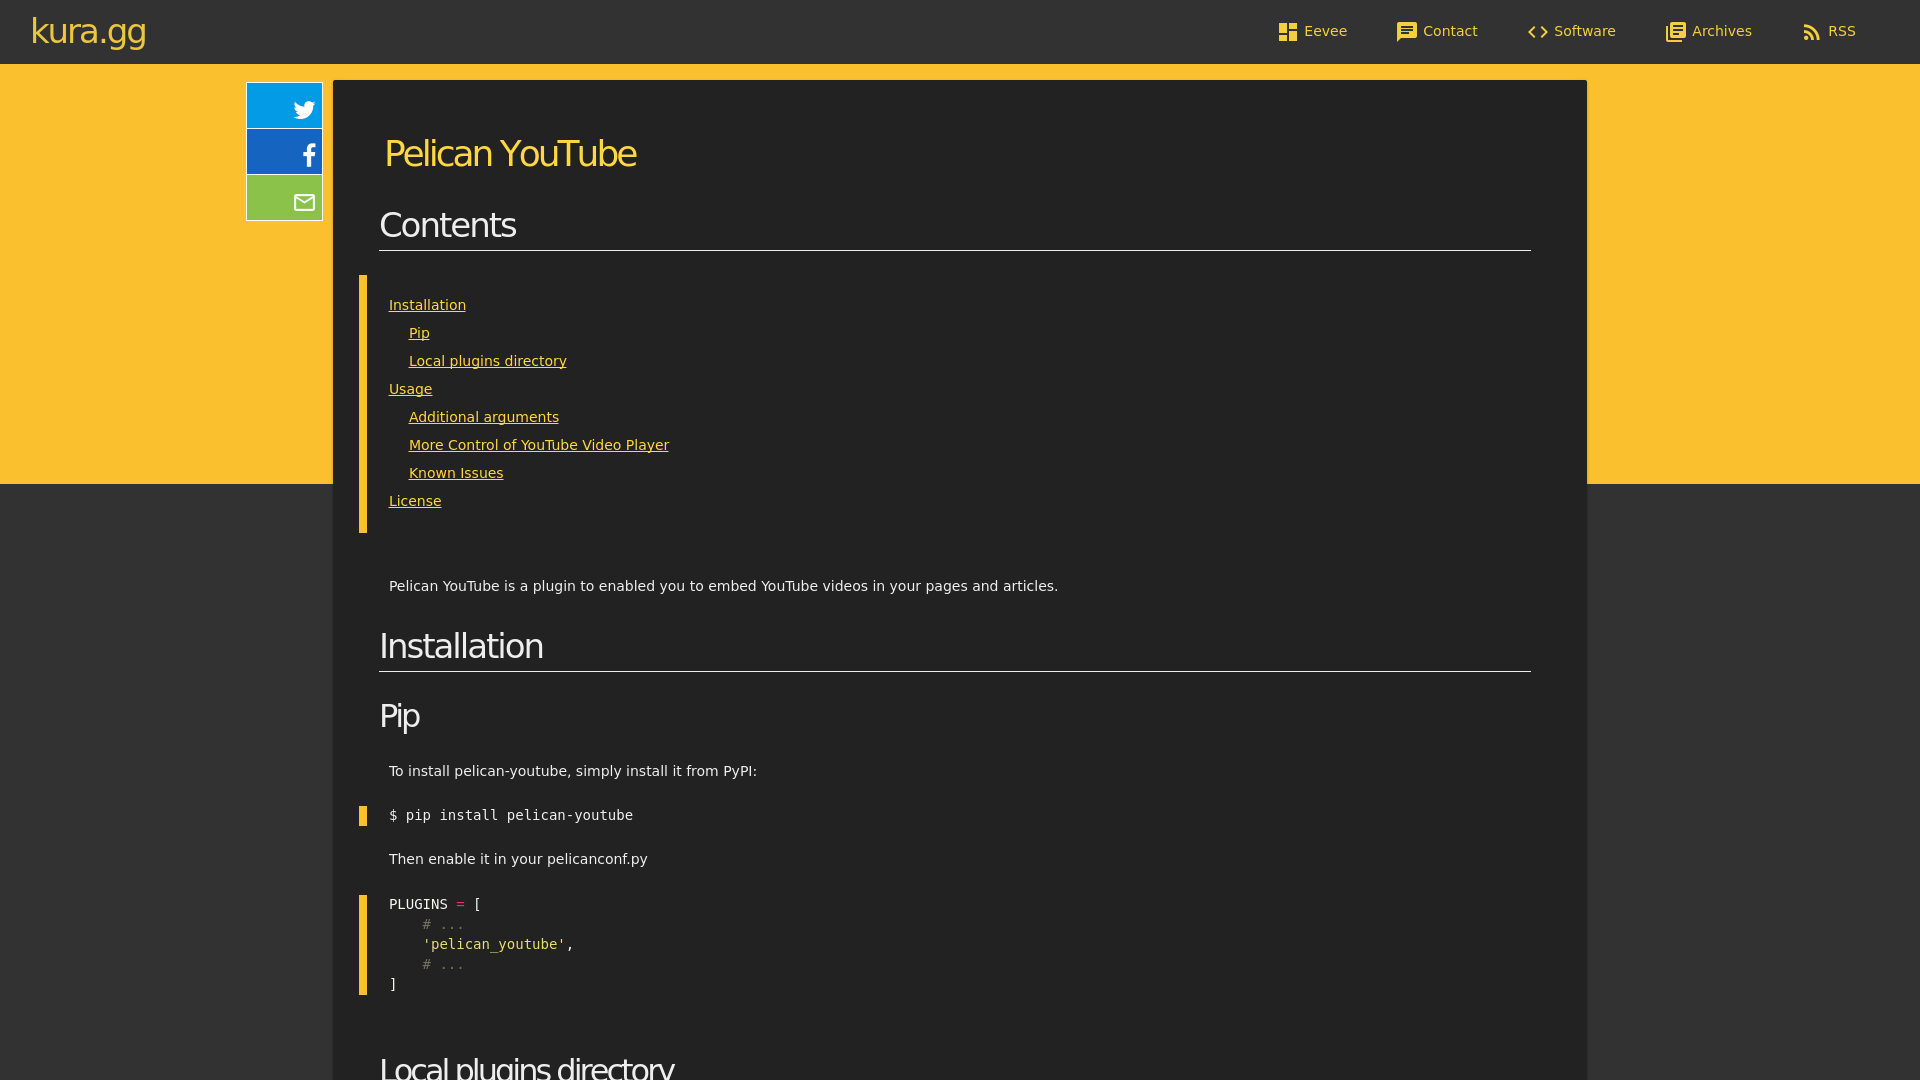 kura.gg
Eevee
Contact
Software
Archives
RSS
Pelican YouTube
Contents
Installation
Pip
Local plugins directory
Usage
Additional arguments
More Control of YouTube Video Player
Known Issues
License
Pelican YouTube is a plugin to enabled you to embed YouTube videos in your pages and articles.
Installation
Pip
To install pelican-youtube, simply install it from PyPI:
$ pip install pelican-youtube
Then enable it in your pelicanconf.py
PLUGINS = [
    # ...
    'pelican_youtube',
    # ...
]
Local plugins directory